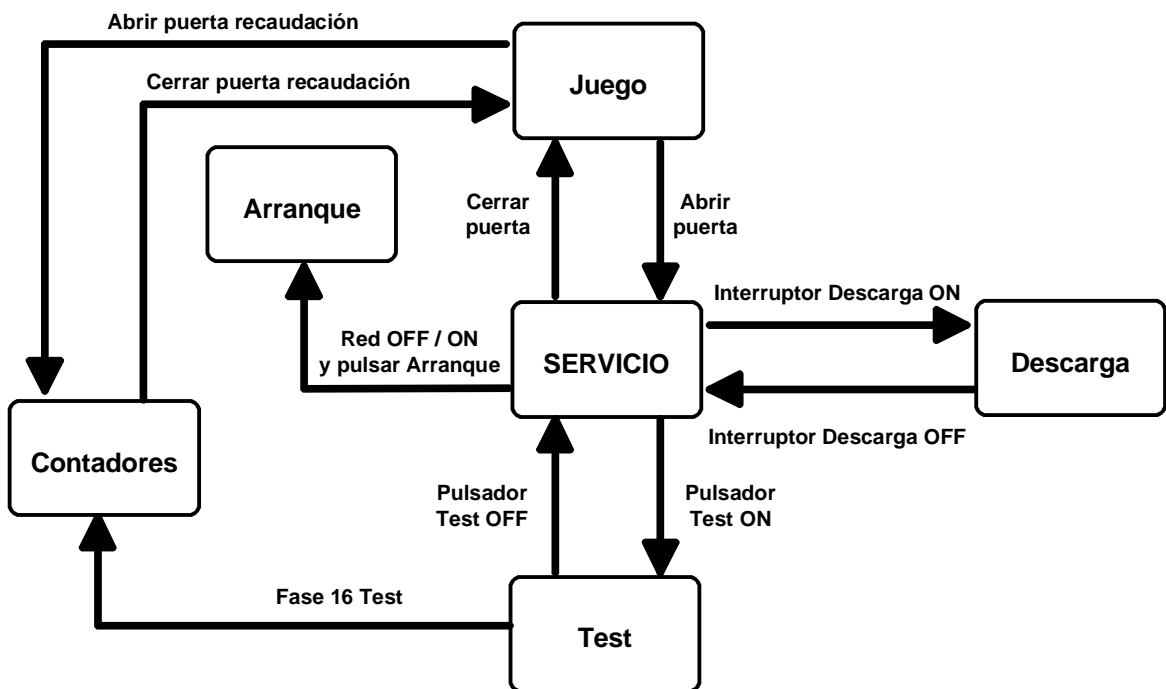 Abrir puerta recaudación
Juego
Cerrar puerta recaudación
Arranque
Cerrar
puerta
Abrir
puerta
Interruptor Descarga ON
Red OFF / ON
y pulsar Arranque
SERVICIO
Descarga
Interruptor Descarga OFF
Contadores
Pulsador
Test OFF
Pulsador
Test ON
Fase 16 Test
Test